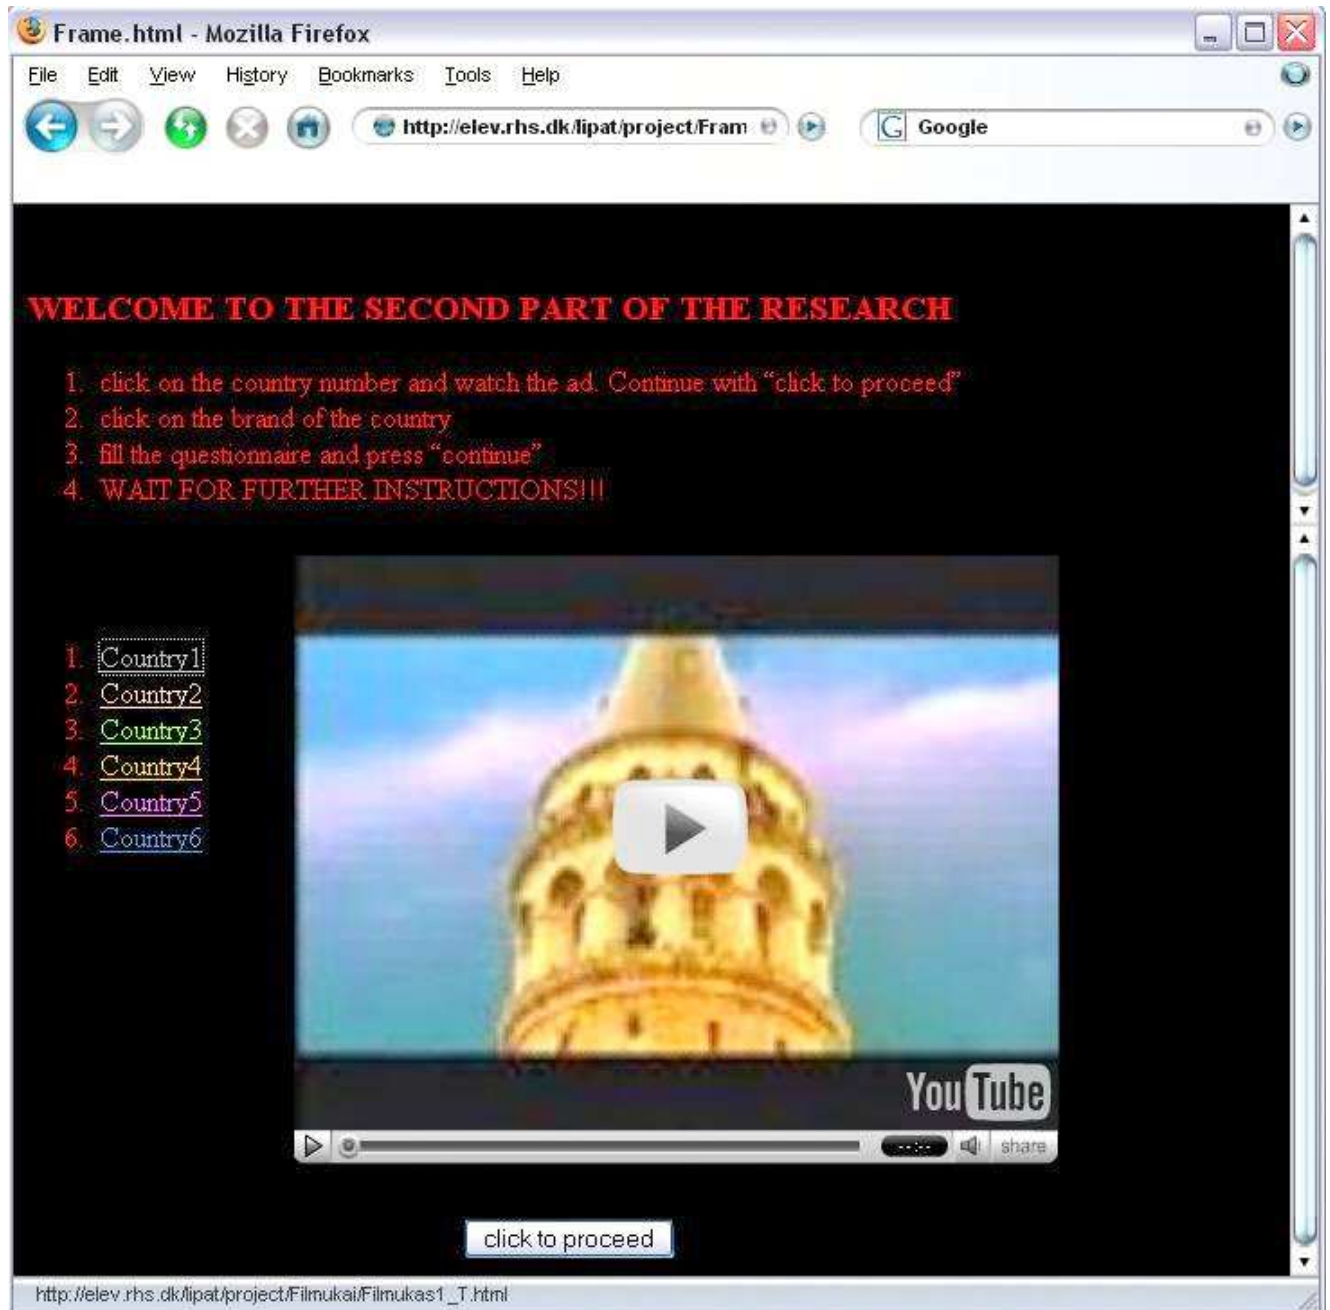 Frame.html - Mozilla Firefox
File Edit View History Bookmarks Tools Help
http://elev.rhs.dk/lipat/project/Fram G Google
WELCOME TO THE SECOND PART OF THE RESEARCH
1. click on the country number and watch the ad. Continue with “click to proceed”
2. click on the brand of the country
3. fill the questionnaire and press “continue”
4. WAIT FOR FURTHER INSTRUCTIONS!!!
1. Country1
2. Country2
3. Country3
4. Country4
5. Country5
6. Country6
YouTube
--:-- share
click to proceed
http://elev.rhs.dk/lipat/project/Filmukai/Filmukas1_T.html